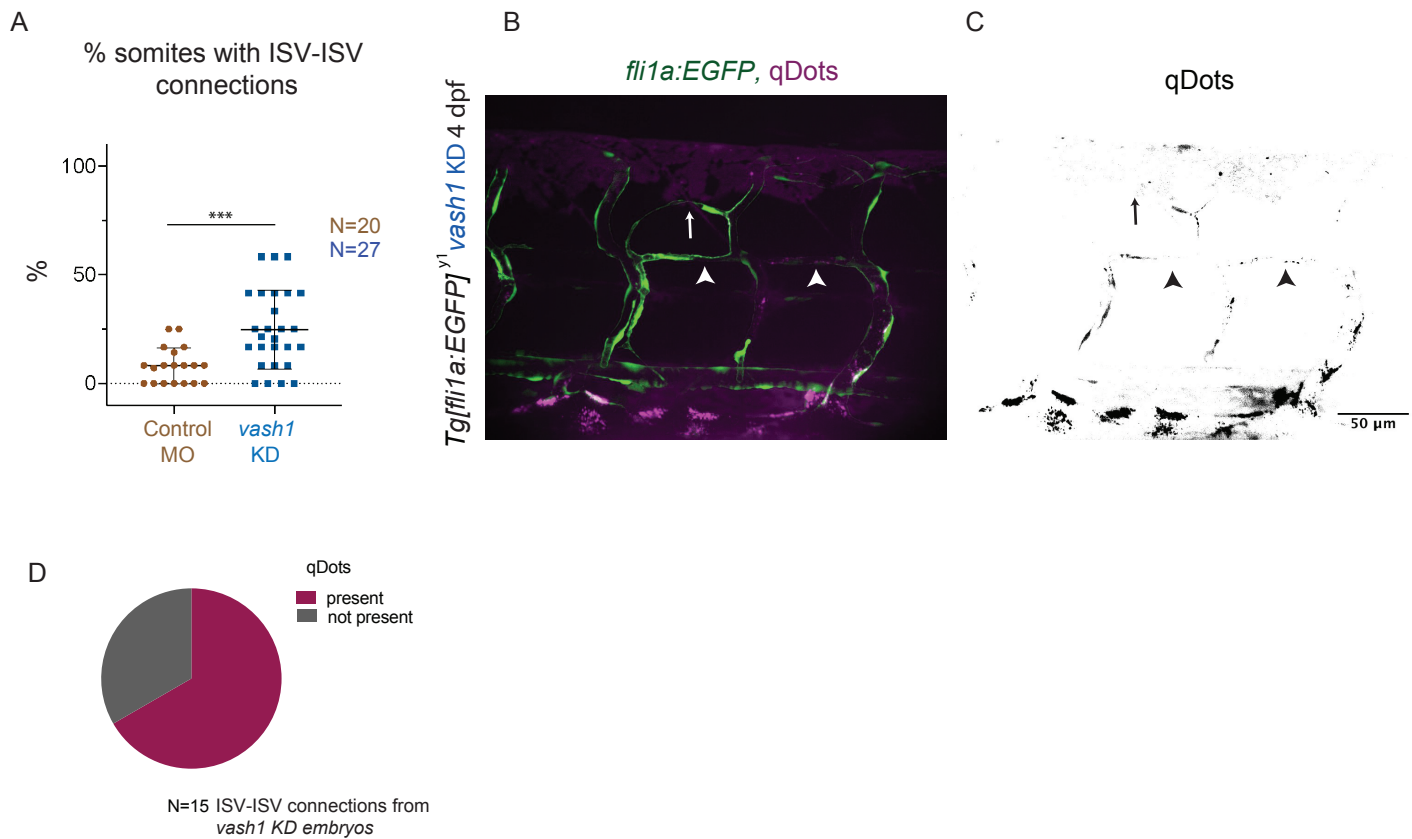 A
% somites with ISV-ISV
connections
%
100
50
0
***
N=20
N=27
Control
MO
vash1
KD
B
fli1a:EGFP, qDots
Tg[fli1a:EGFP]y1 vash1 KD 4 dpf
C
qDots
50 µm
D
qDots
present
not present
N=15 ISV-ISV connections from
vash1 KD embryos